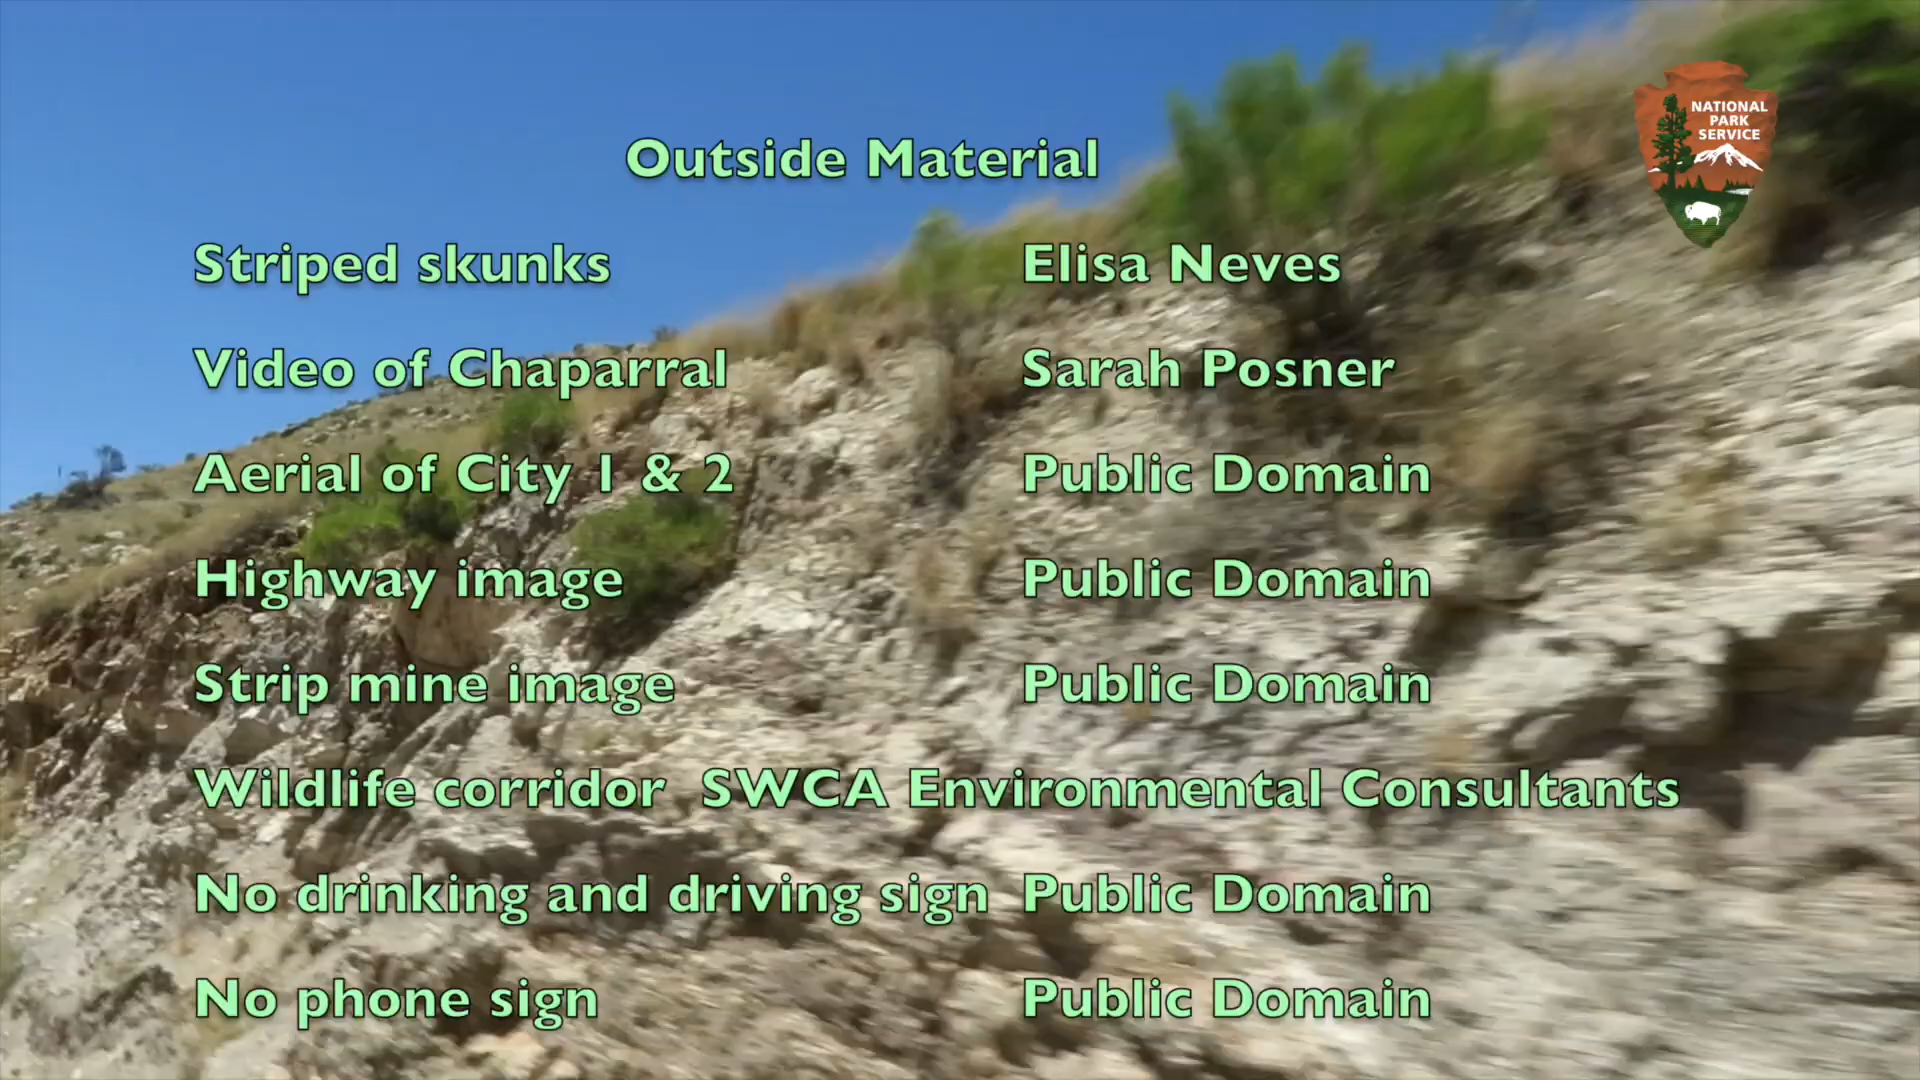 NATIONAL
PARK
SERVICE
Outside Material
Striped skunks Elisa Neves
Video of Chaparral Sarah Posner
Aerial of City 1 & 2 Public Domain
Highway image Public Domain
Strip mine image Public Domain
Wildlife corridor SWCA Environmental Consultants
No drinking and driving sign Public Domain
No phone sign Public Domain